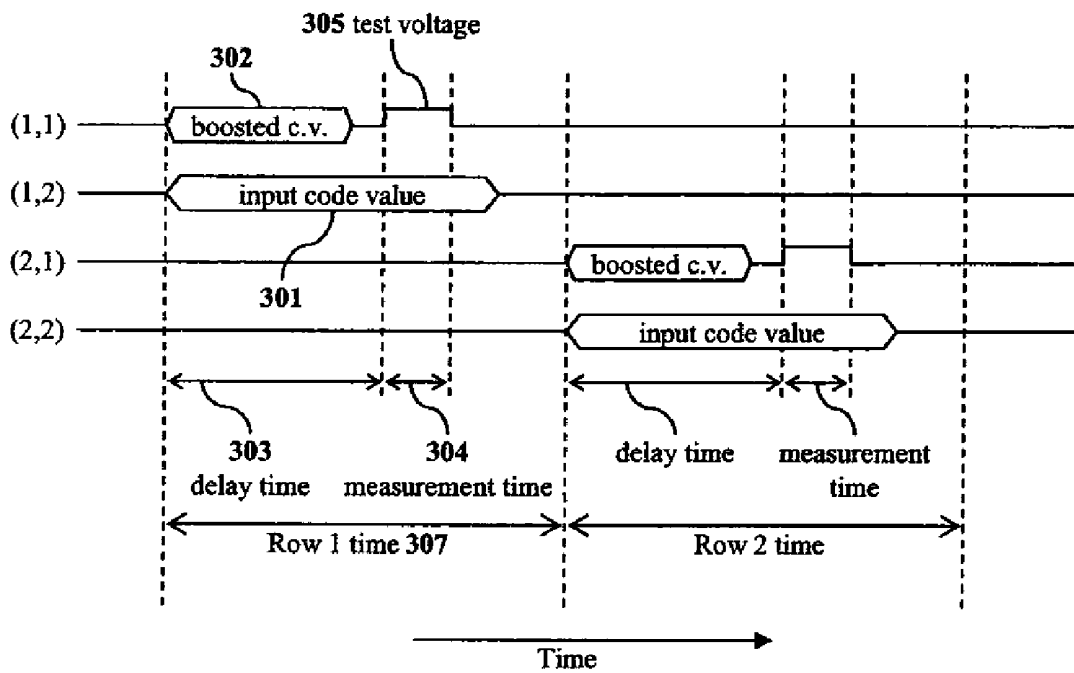 305 test voltage
302
(1,1) boosted c.v.
(1,2) input code value
(2,1) boosted c.v.
301
(2,2) input code value
303 304 delay time measurement
delay time measurement time time
Row 1 time 307 Row 2 time
Time